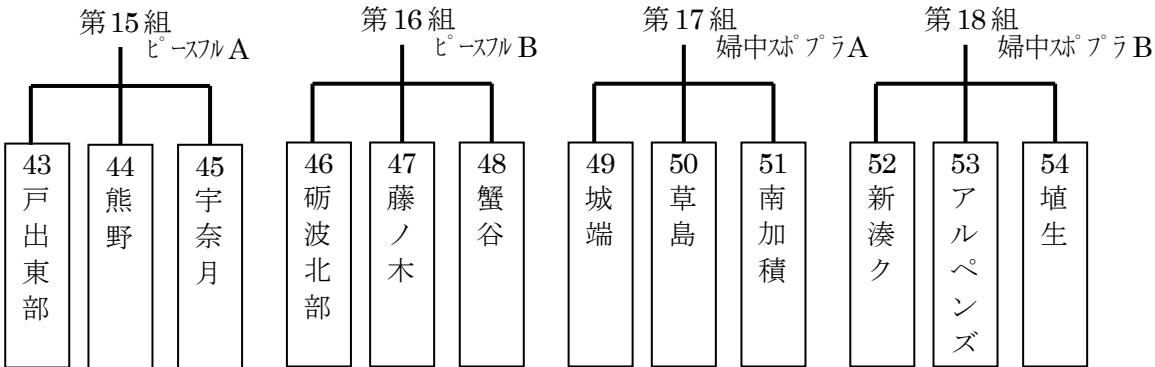 第15組
ピースフルA
第16組
ピースフルB
第17組
婦中スポプラA
第18組
婦中スポプラB
43
戸出東部
44
熊野
45
宇奈月
46
砺波北部
47
藤ノ木
48
蟹谷
49
城端
50
草島
51
南加積
52
新湊ク
53
アルペンズ
54
埴生